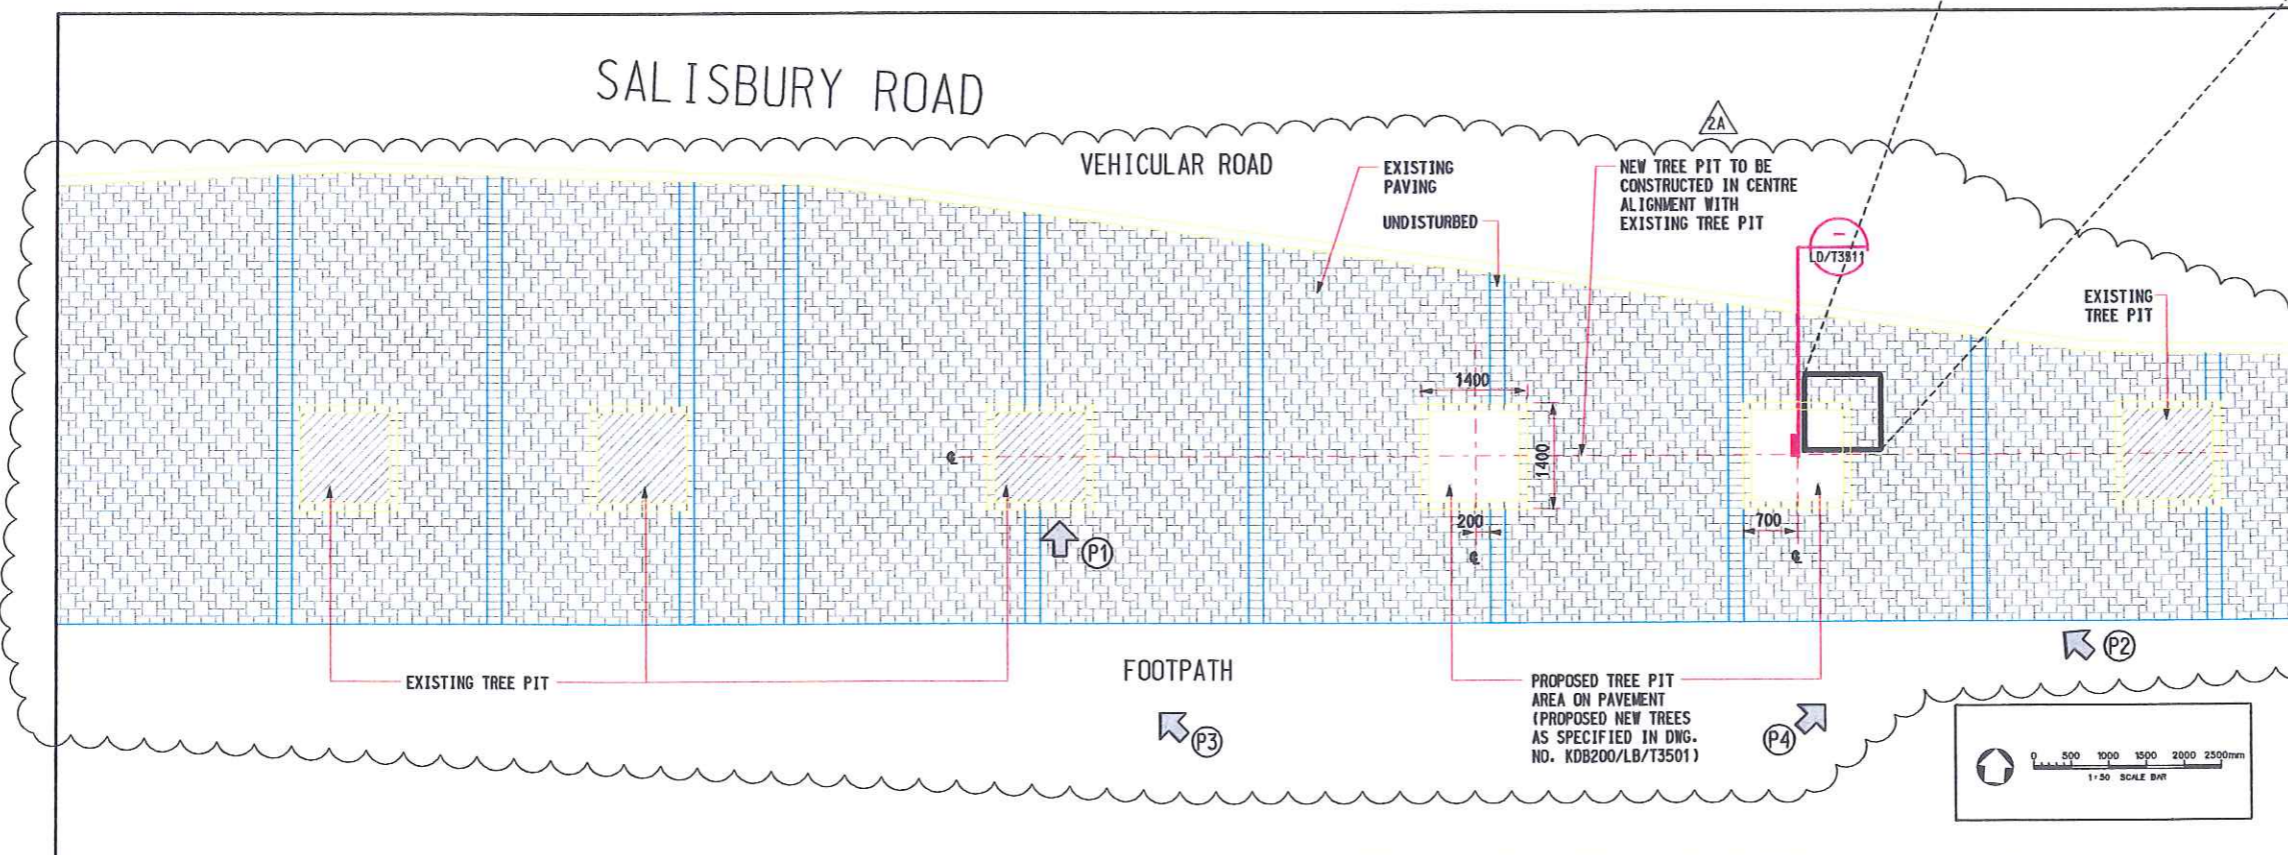 SALISBURY ROAD
2A
VEHICULAR ROAD
EXISTING
PAVING
UNDISTURBED
NEW TREE PIT TO BE
CONSTRUCTED IN CENTRE
ALIGNMENT WITH
EXISTING TREE PIT
-
LD/T3811
EXISTING
TREE PIT
1400
1400
200
700
P1
P2
EXISTING TREE PIT
FOOTPATH
PROPOSED TREE PIT
AREA ON PAVEMENT
(PROPOSED NEW TREES
AS SPECIFIED IN DWG.
NO. KDB200/LB/T3501)
P3
P4
0 500 1000 1500 2000 2500mm
1:50 SCALE BAR